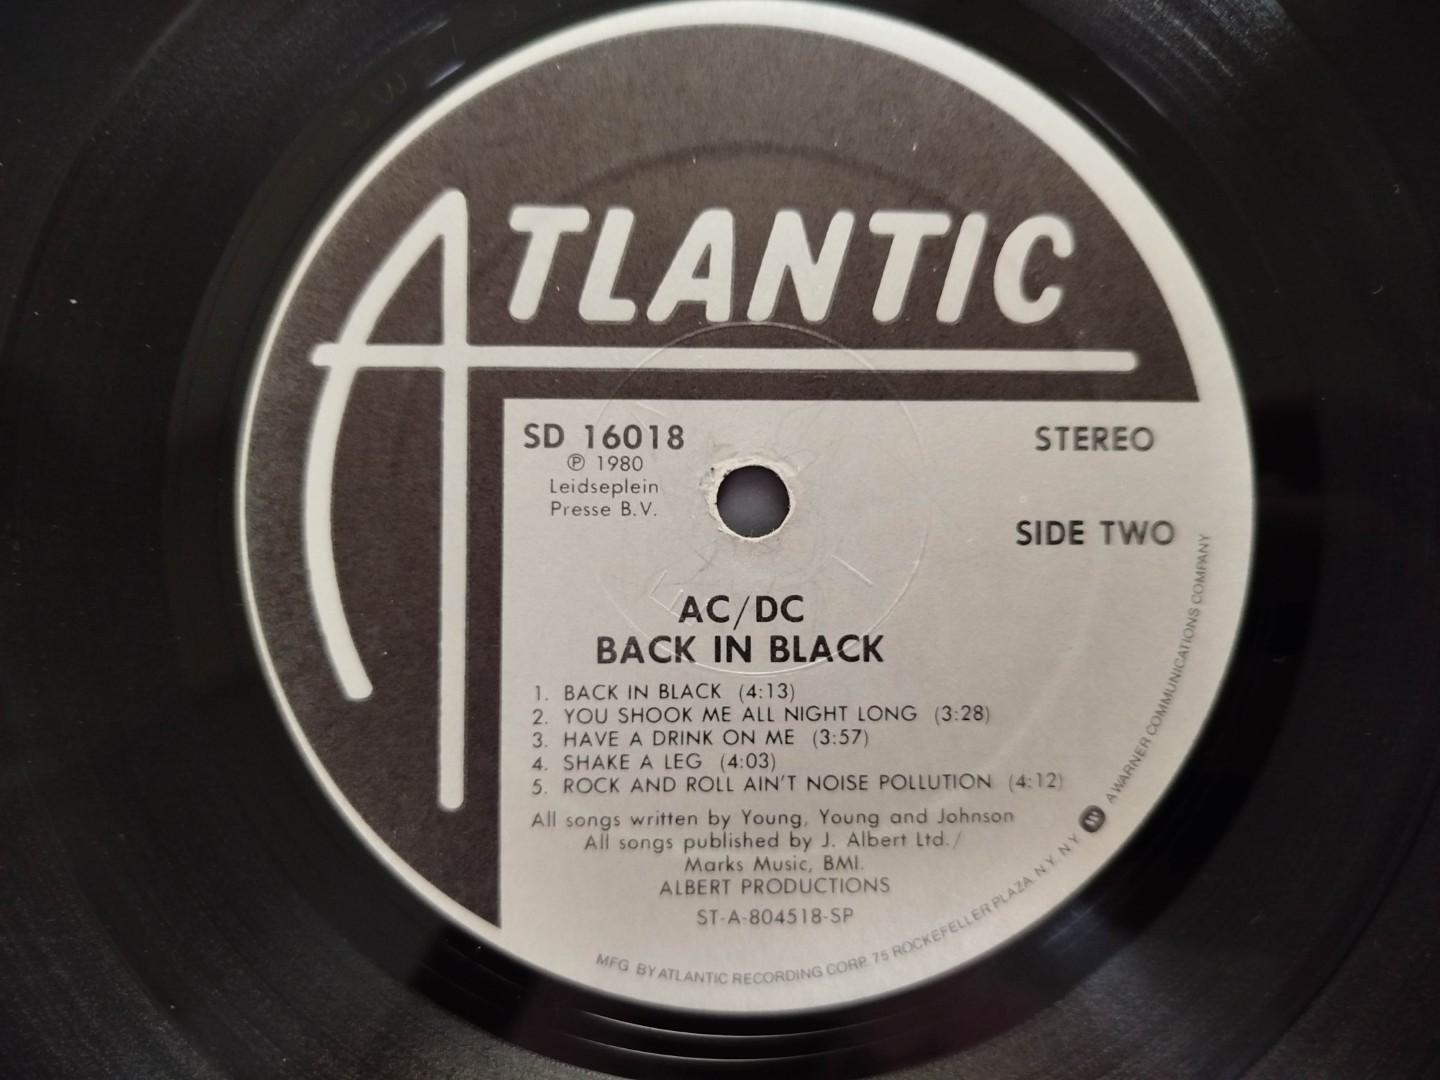 ATLANTIC
SD 16018
℗ 1980
Leidseplein
Presse B.V.
STEREO
SIDE TWO
AC/DC
BACK IN BLACK
1. BACK IN BLACK (4:13)
2. YOU SHOOK ME ALL NIGHT LONG (3:28)
3. HAVE A DRINK ON ME (3:57)
4. SHAKE A LEG (4:03)
5. ROCK AND ROLL AIN'T NOISE POLLUTION (4:12)
All songs written by Young, Young and Johnson
All songs published by J. Albert Ltd./
Marks Music, BMI.
ALBERT PRODUCTIONS
ST-A-804518-SP
MFG BY ATLANTIC RECORDING CORP. 75 ROCKEFELLER PLAZA. N.Y. N.Y. A WARNER COMMUNICATIONS COMPANY